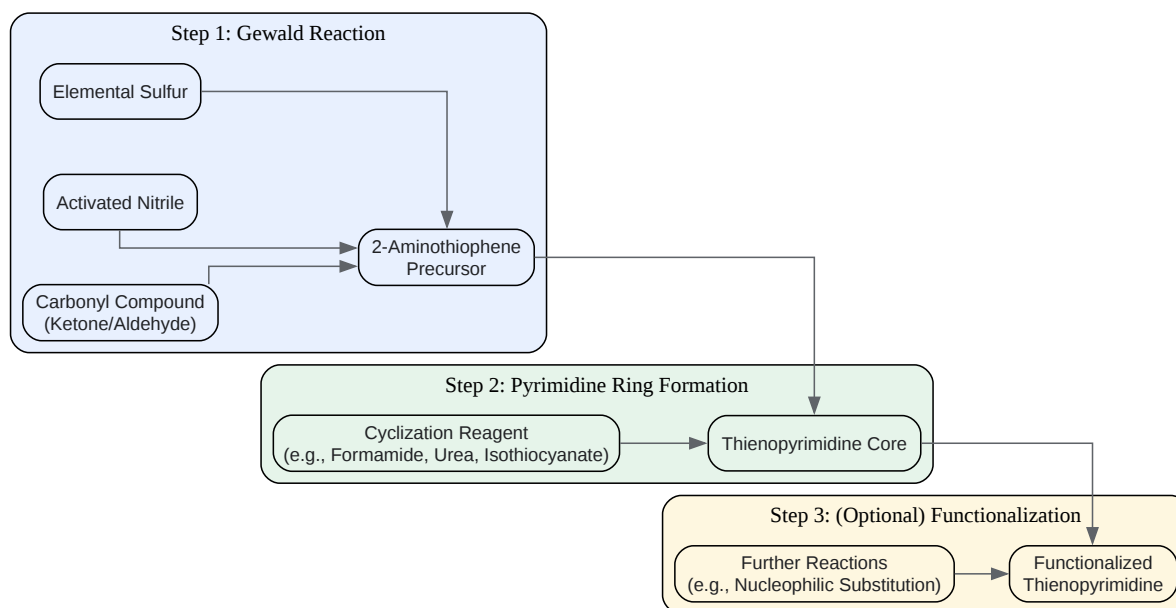 Step 1: Gewald Reaction
Elemental Sulfur
Activated Nitrile
2-Aminothiophene
Precursor
Carbonyl Compound
(Ketone/Aldehyde)
Step 2: Pyrimidine Ring Formation
Cyclization Reagent
(e.g., Formamide, Urea, Isothiocyanate)
Thienopyrimidine Core
Step 3: (Optional) Functionalization
Further Reactions
(e.g., Nucleophilic Substitution)
Functionalized
Thienopyrimidine